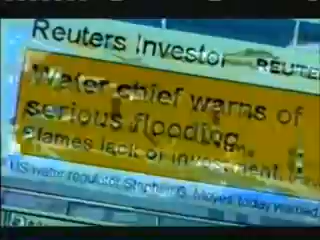 Reuters Investor REUTE
Water chief warns of
serious flooding
Blames lack of investment,
US water regulator Stephen G. Moyes today warned